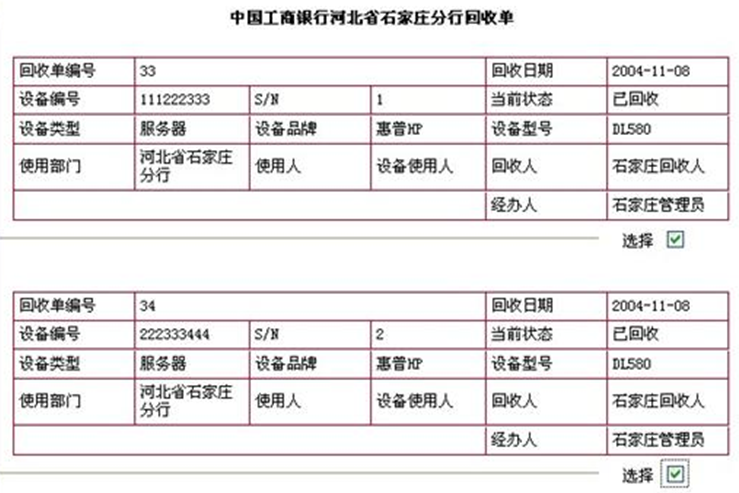 中国工商银行河北省石家庄分行回收单
回收单编号 33 回收日期 2004-11-08
设备编号 111222333 S/N 1 当前状态 已回收
设备类型 服务器 设备品牌 惠普HP 设备型号 DL580
使用部门 河北省石家庄分行 使用人 设备使用人 回收人 石家庄回收人
经办人 石家庄管理员
选择
回收单编号 34 回收日期 2004-11-08
设备编号 222333444 S/N 2 当前状态 已回收
设备类型 服务器 设备品牌 惠普HP 设备型号 DL580
使用部门 河北省石家庄分行 使用人 设备使用人 回收人 石家庄回收人
经办人 石家庄管理员
选择